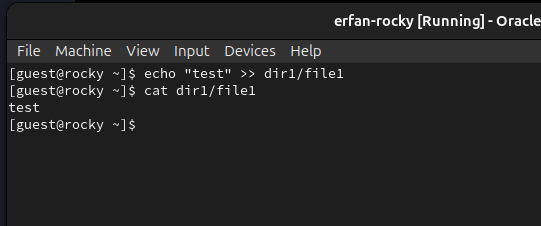 erfan-rocky [Running] - Oracle
File Machine View Input Devices Help
[guest@rocky ~]$ echo "test" >> dir1/file1
[guest@rocky ~]$ cat dir1/file1
test
[guest@rocky ~]$